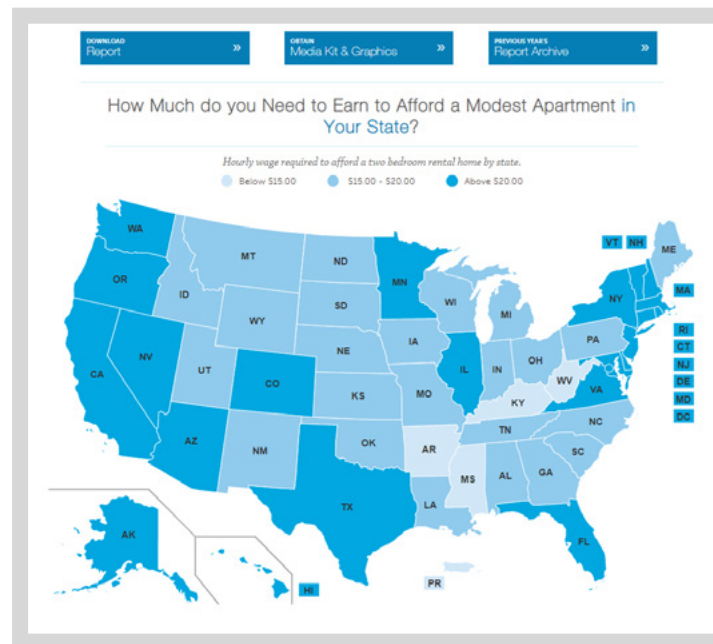 DOWNLOAD
Report »
OBTAIN
Media Kit & Graphics »
PREVIOUS YEARS
Report Archive »
How Much do you Need to Earn to Afford a Modest Apartment in
Your State?
Hourly wage required to afford a two bedroom rental home by state.
Below $15.00 $15.00 - $20.00 Above $20.00
WA
VT NH ME
MT ND
OR MN
ID
MA
WI NY
SD
MI
WY
RI
IA PA
CT
NE
NV OH NJ
IL IN
UT DE
CA CO WV
VA MD
KS MO
KY
DC
NC
TN
OK
AZ AR SC
NM
MS AL GA
LA
TX
AK
FL
PR
HI